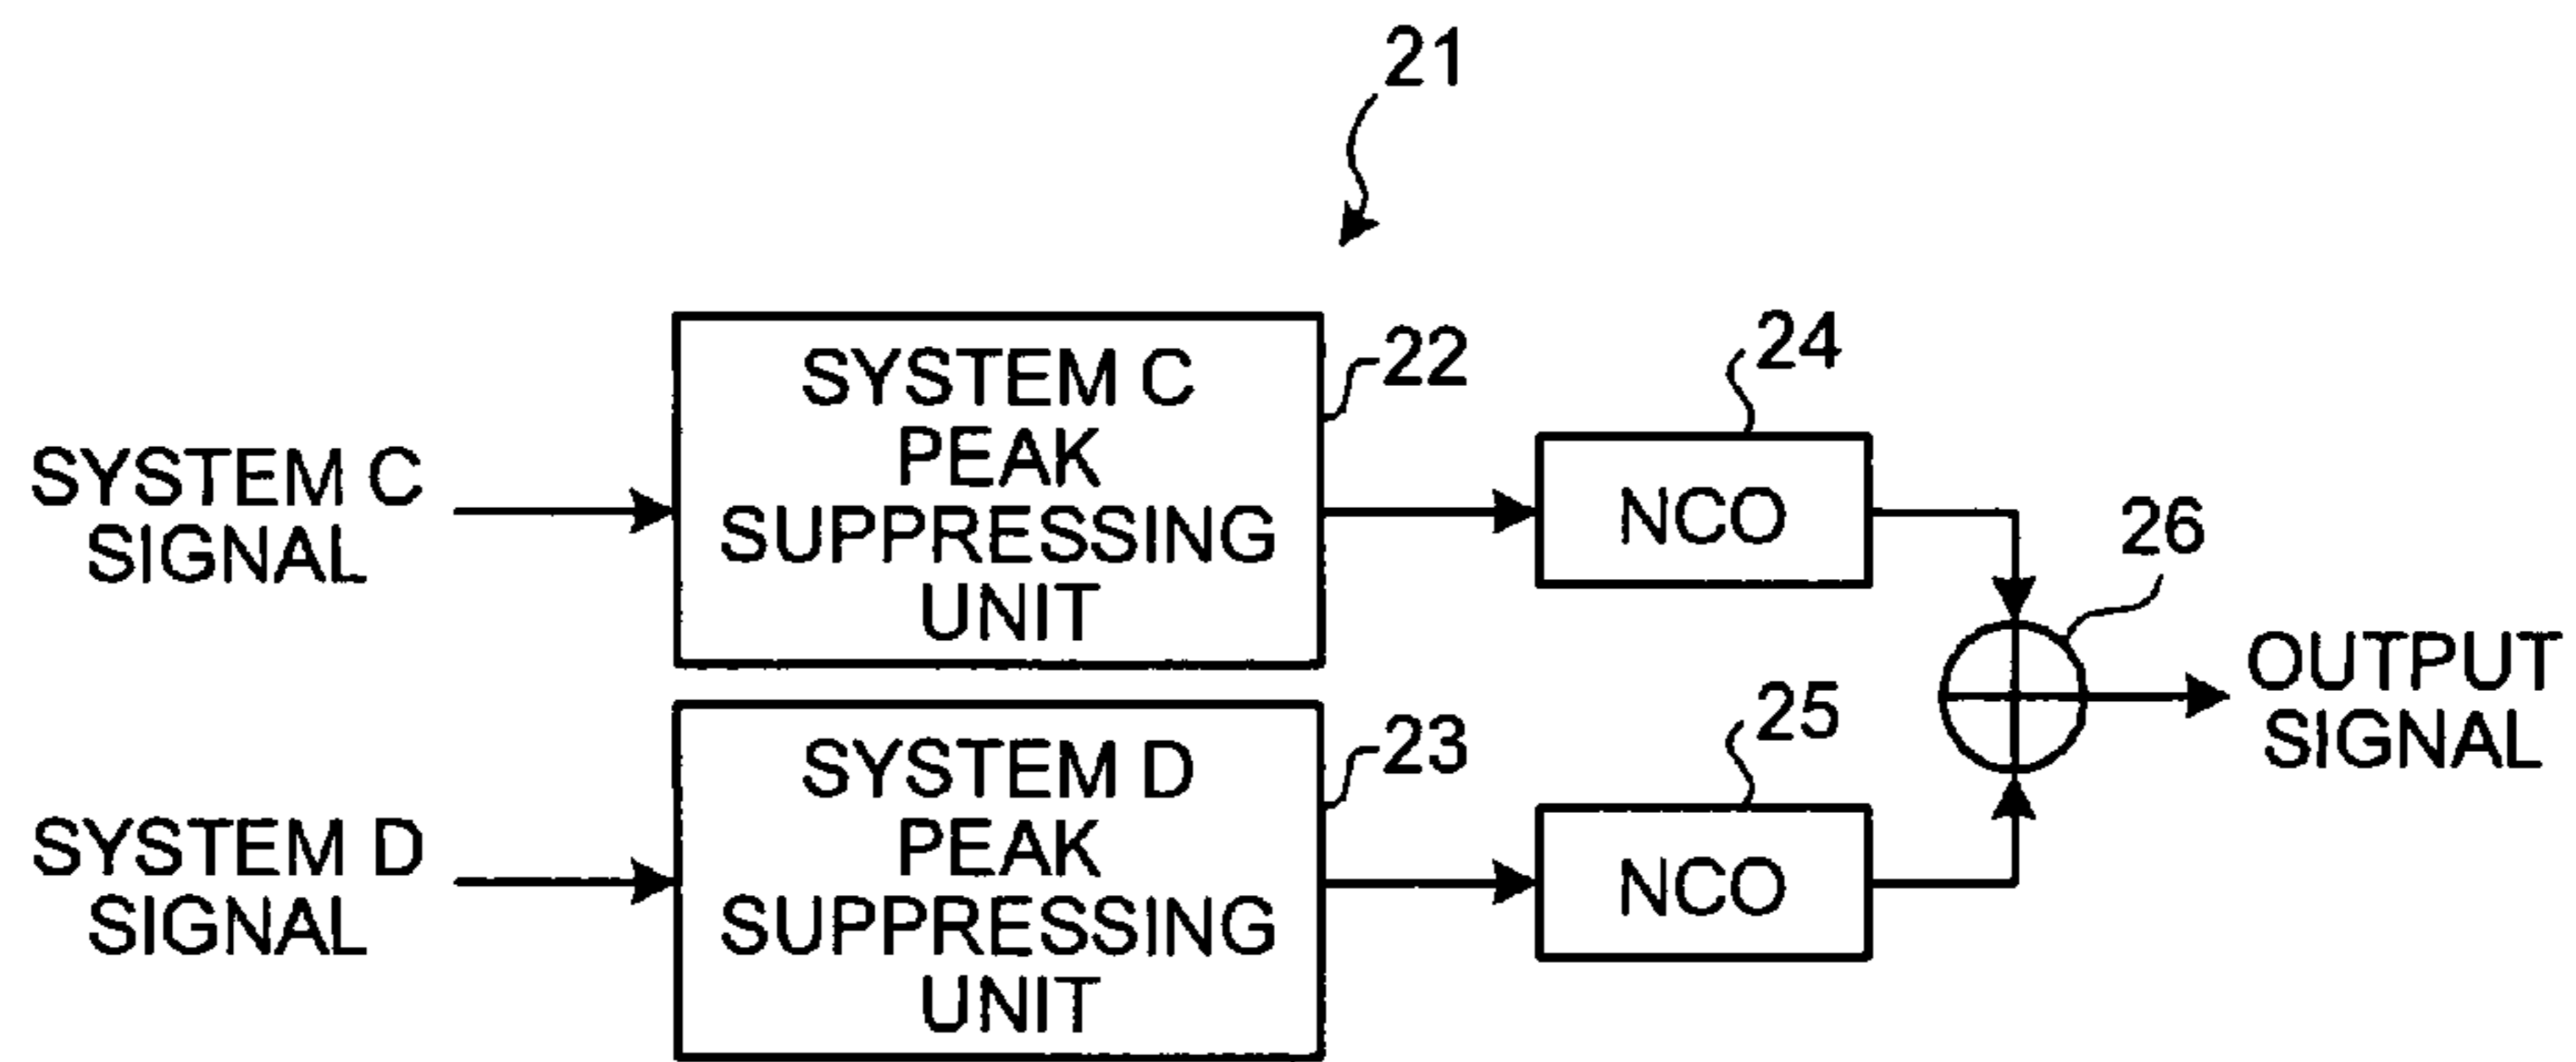 21
SYSTEM C
SIGNAL
SYSTEM C
PEAK
SUPPRESSING
UNIT
22
24
NCO
26
OUTPUT
SIGNAL
SYSTEM D
SIGNAL
SYSTEM D
PEAK
SUPPRESSING
UNIT
23
25
NCO